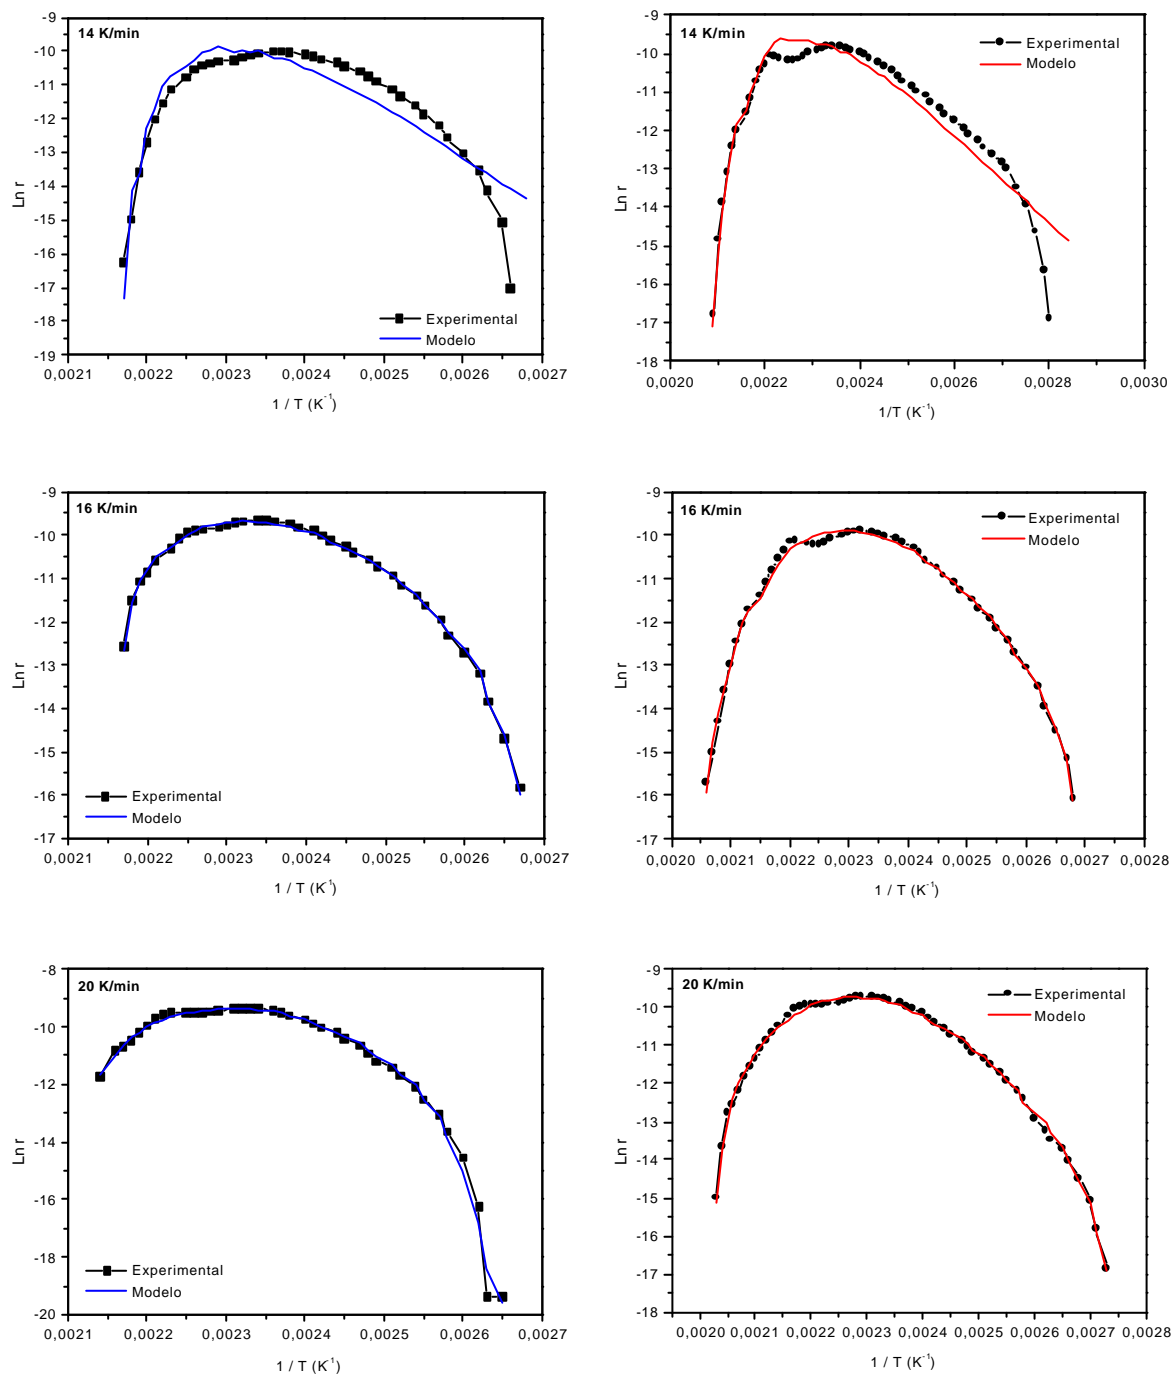 14 K/min
-9
-10
-11
-12
-13
-14
-15
-16
-17
-18
-19
Ln r
Experimental
Modelo
0,0021 0,0022 0,0023 0,0024 0,0025 0,0026 0,0027
1 / T (K-1)
14 K/min
-9
-10
-11
-12
-13
-14
-15
-16
-17
-18
Ln r
Experimental
Modelo
0,0020 0,0022 0,0024 0,0026 0,0028 0,0030
1/T (K-1)
16 K/min
-9
-10
-11
-12
-13
-14
-15
-16
-17
Ln r
Experimental
Modelo
0,0021 0,0022 0,0023 0,0024 0,0025 0,0026 0,0027
1 / T (K-1)
16 K/min
-9
-10
-11
-12
-13
-14
-15
-16
-17
Ln r
Experimental
Modelo
0,0020 0,0021 0,0022 0,0023 0,0024 0,0025 0,0026 0,0027 0,0028
1 / T (K-1)
20 K/min
-8
-10
-12
-14
-16
-18
-20
Ln r
Experimental
Modelo
0,0021 0,0022 0,0023 0,0024 0,0025 0,0026 0,0027
1 / T (K-1)
20 K/min
-9
-10
-11
-12
-13
-14
-15
-16
-17
-18
Ln r
Experimental
Modelo
0,0020 0,0021 0,0022 0,0023 0,0024 0,0025 0,0026 0,0027 0,0028
1 / T (K-1)